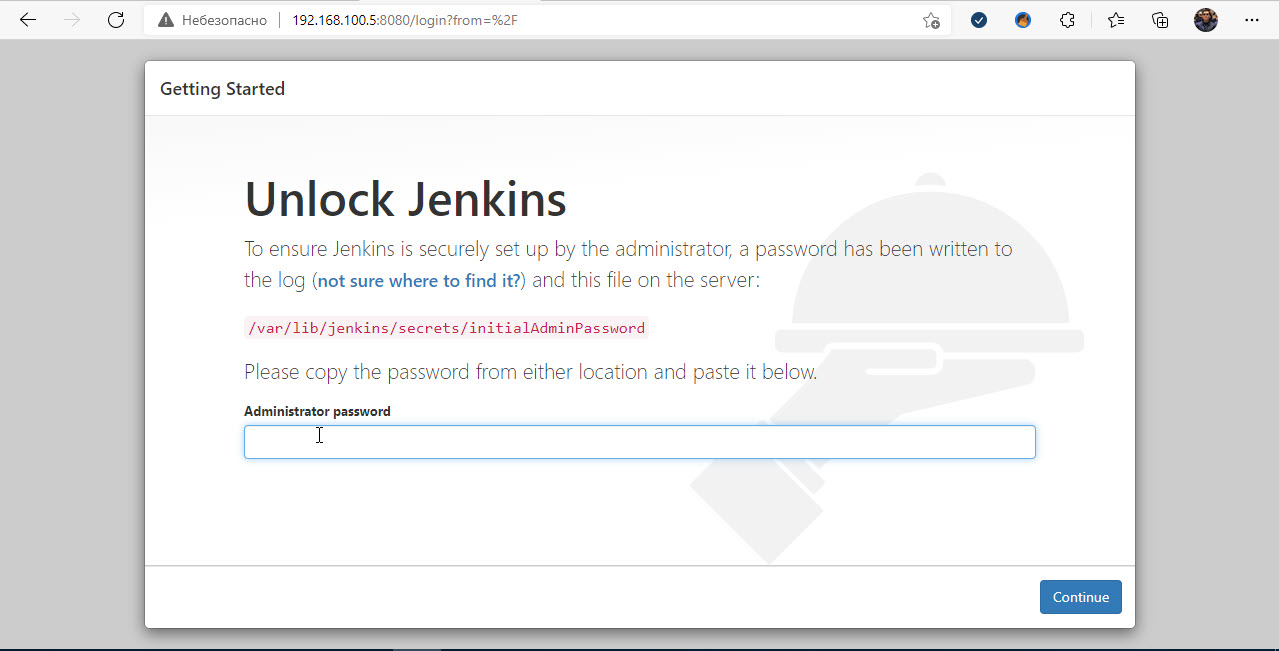 Небезопасно 192.168.100.5:8080/login?from=%2F
Getting Started
Unlock Jenkins
To ensure Jenkins is securely set up by the administrator, a password has been written to
the log (not sure where to find it?) and this file on the server:
/var/lib/jenkins/secrets/initialAdminPassword
Please copy the password from either location and paste it below.
Administrator password
Continue